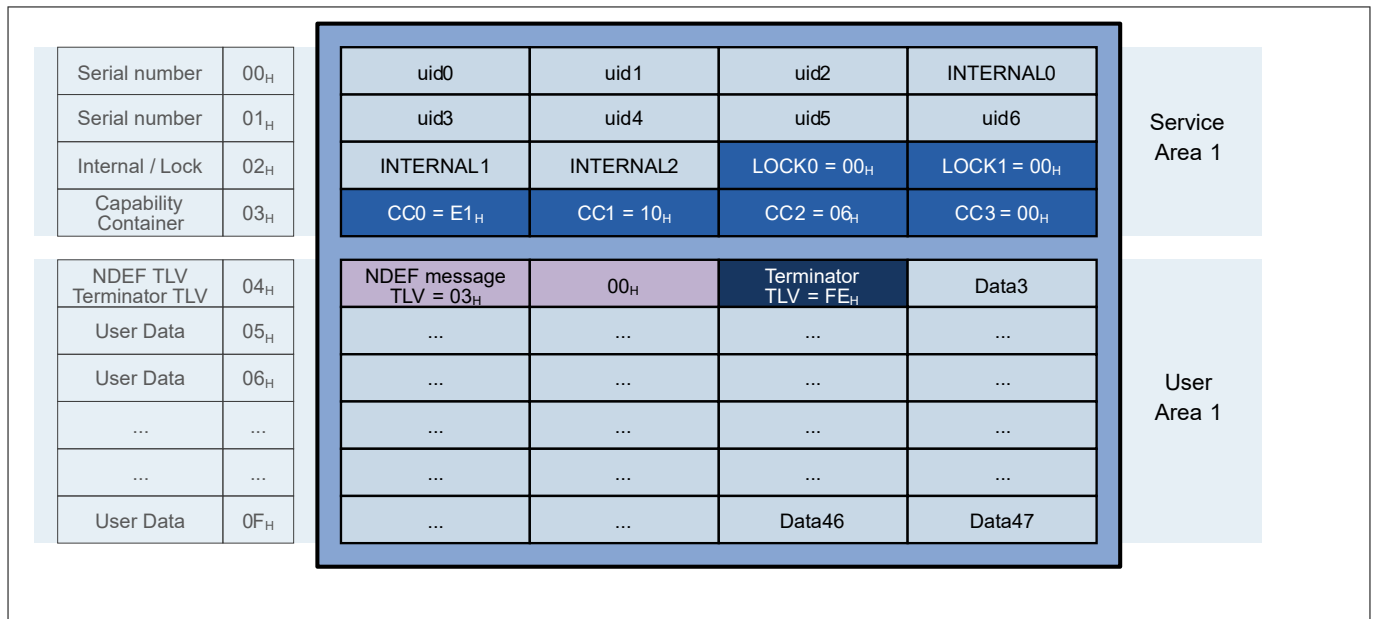 Serial number 00H uid0 uid1 uid2 INTERNAL0
Serial number 01H uid3 uid4 uid5 uid6
Service
Area 1
Internal / Lock 02H INTERNAL1 INTERNAL2 LOCK0 = 00H LOCK1 = 00H
Capability
Container 03H CC0 = E1H CC1 = 10H CC2 = 06H CC3 = 00H
NDEF TLV
Terminator TLV 04H
NDEF message
TLV = 03H
00H
Terminator
TLV = FEH
Data3
User Data 05H ... ... ... ...
User Data 06H ... ... ... ...
User
Area 1
... ... ... ... ... ...
... ... ... ... ... ...
User Data 0FH ... ... Data46 Data47